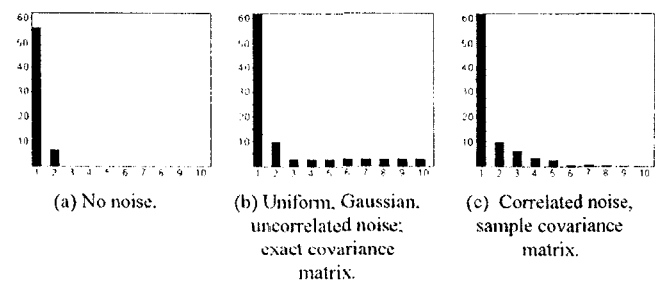 60
50
40
30
20
10
1 2 3 4 5 6 7 8 9 10
(a) No noise.
60
50
40
30
20
10
1 2 3 4 5 6 7 8 9 10
(b) Uniform, Gaussian,
uncorrelated noise;
exact covariance
matrix.
60
50
40
30
20
10
1 2 3 4 5 6 7 8 9 10
(c) Correlated noise,
sample covariance
matrix.